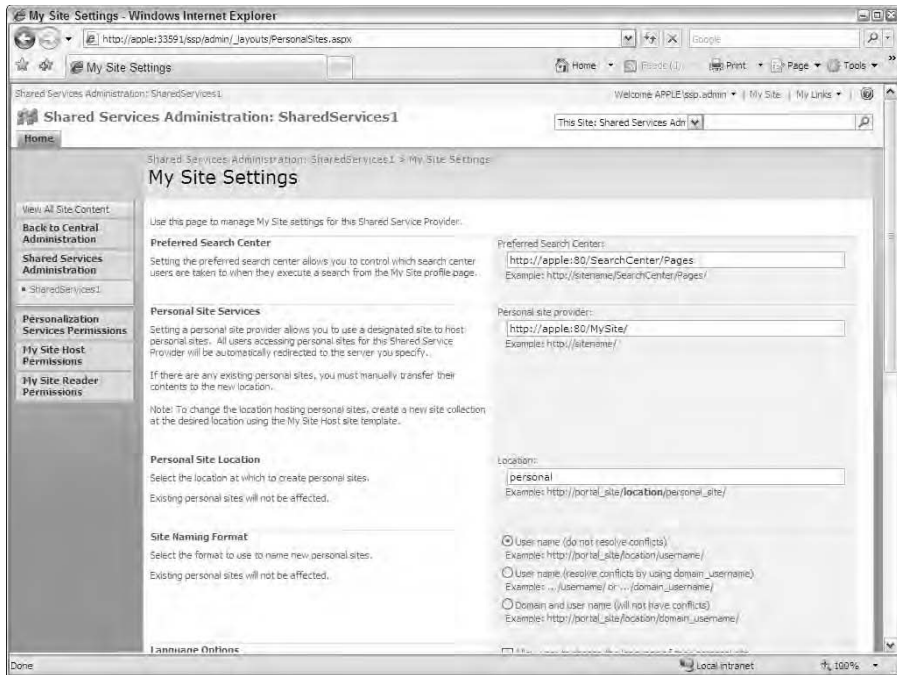 My Site Settings - Windows Internet Explorer
http://apple:33591/ssp/admin/_layouts/PersonalSites.aspx
Google
My Site Settings
Home
Print
Page
Tools
Shared Services Administration: SharedServices1
Welcome APPLE\ssp.admin | My Site | My Links
Shared Services Administration: SharedServices1
This Site: Shared Services Adm
Home
Shared Services Administration: SharedServices1 > My Site Settings
My Site Settings
View All Site Content
Back to Central
Administration
Shared Services
Administration
SharedServices1
Personalization
Services Permissions
My Site Host
Permissions
My Site Reader
Permissions
Use this page to manage My Site settings for this Shared Service Provider.
Preferred Search Center
Setting the preferred search center allows you to control which search center
users are taken to when they execute a search from the My Site profile page.
Preferred Search Center:
http://apple:80/SearchCenter/Pages
Example: http://sitename/SearchCenter/Pages/
Personal Site Services
Setting a personal site provider allows you to use a designated site to host
personal sites. All users accessing personal sites for this Shared Service
Provider will be automatically redirected to the server you specify.
If there are any existing personal sites, you must manually transfer their
contents to the new location.
Note: To change the location hosting personal sites, create a new site collection
at the desired location using the My Site Host site template.
Personal site provider:
http://apple:80/MySite/
Example: http://sitename/
Personal Site Location
Select the location at which to create personal sites.
Existing personal sites will not be affected.
Location:
personal
Example: http://portal_site/location/personal_site/
Site Naming Format
Select the format to use to name new personal sites.
Existing personal sites will not be affected.
User name (do not resolve conflicts)
Example: http://portal_site/location/username/
User name (resolve conflicts by using domain_username)
Example: .../username/ or .../domain_username/
Domain and user name (will not have conflicts)
Example: http://portal_site/location/domain_username/
Language Options
Done
Local intranet
100%